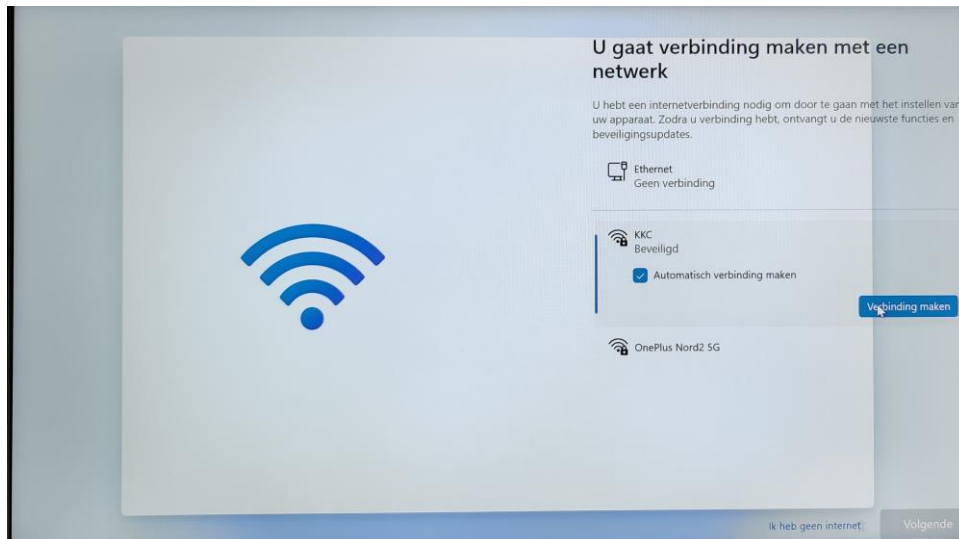 U gaat verbinding maken met een
netwerk
U hebt een internetverbinding nodig om door te gaan met het instellen van
uw apparaat. Zodra u verbinding hebt, ontvangt u de nieuwste functies en
beveiligingsupdates.
Ethernet
Geen verbinding
KKC
Beveiligd
Automatisch verbinding maken
Verbinding maken
OnePlus Nord2 5G
Ik heb geen internet
Volgende